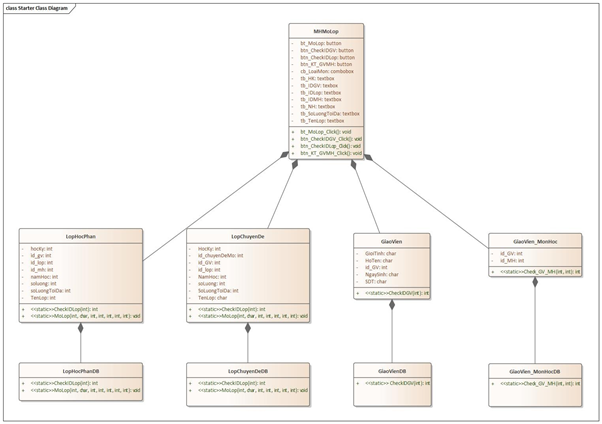 class Starter Class Diagram
MHMoLop
- bt_MoLop: button
- btn_CheckIDGV: button
- btn_CheckIDLop: button
- btn_KT_GVMH: button
- cb_LoaiMon: combobox
- tb_HK: textbox
- tb_IDGV: texbox
- tb_IDLop: textbox
- tb_IDMH: textbox
- tb_NH: textbox
- tb_SoLuongToiDa: textbox
- tb_TenLop: textbox
+ bt_MoLop_Click(): void
+ btn_CheckIDGV_Click(): void
+ btn_CheckIDLop_Click(): void
+ btn_KT_GVMH_Click(): void
LopHocPhan
- hocKy: int
- id_gv: int
- id_lop: int
- id_mh: int
- namHoc: int
- soluong: int
- soLuongToiDa: int
- TenLop: int
+ <<static>>CheckIDLop(int): int
+ <<static>>MoLop(int, char, int, int, int, int, int): void
LopChuyenDe
- HocKy: int
- id_chuyenDeMo: int
- id_GV: int
- id_lop: int
- NamHoc: int
- soLuong: int
- SoLuongToiDa: int
- TenLop: char
+ <<static>>CheckIDLop(int): int
+ <<static>>MoLop(int, char, int, int, int, int, int): void
GiaoVien
- GioiTinh: char
- HoTen: char
- id_GV: int
- NgaySinh: char
- SDT: char
+ <<static>>CheckIDGV(int): int
GiaoVien_MonHoc
- id_GV: int
- id_MH: int
+ <<static>>Check_GV_MH(int, int): int
LopHocPhanDB
+ <<static>>CheckIDLop(int): int
+ <<static>>MoLop(int, char, int, int, int, int, int): void
LopChuyenDeDB
+ <<static>>CheckIDLop(int): int
+ <<static>>MoLop(int, char, int, int, int, int, int): void
GiaoVienDB
+ <<static>> CheckIDGV(int): int
GiaoVien_MonHocDB
+ <<static>>Check_GV_MH(int, int): int